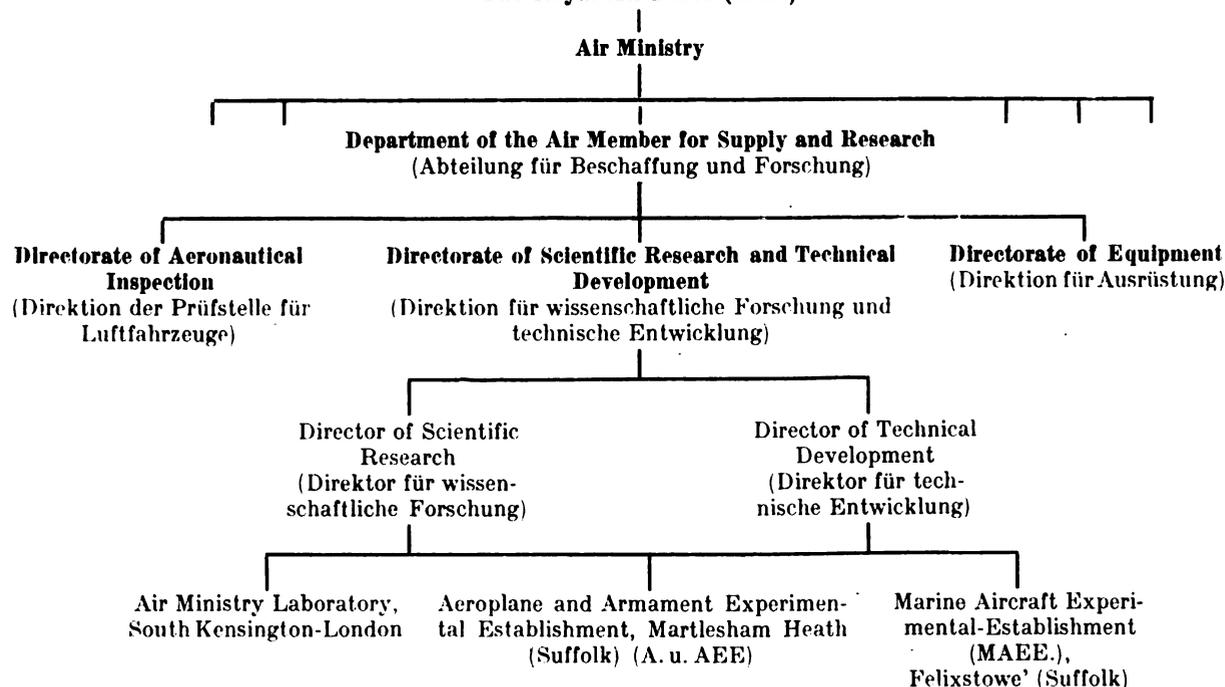 Air Ministry
Department of the Air Member for Supply and Research
(Abteilung für Beschaffung und Forschung)
Directorate of Aeronautical
Inspection
(Direktion der Prüfstelle für
Luftfahrzeuge)
Directorate of Scientific Research and Technical
Development
(Direktion für wissenschaftliche Forschung und
technische Entwicklung)
Directorate of Equipment
(Direktion für Ausrüstung)
Director of Scientific
Research
(Direktor für wissen-
schaftliche Forschung)
Director of Technical
Development
(Direktor für tech-
nische Entwicklung)
Air Ministry Laboratory,
South Kensington-London
Aeroplane and Armament Experimen-
tal Establishment, Martlesham Heath
(Suffolk) (A. u. AEE)
Marine Aircraft Experi-
mental-Establishment
(MAEE.),
Felixstowe' (Suffolk)